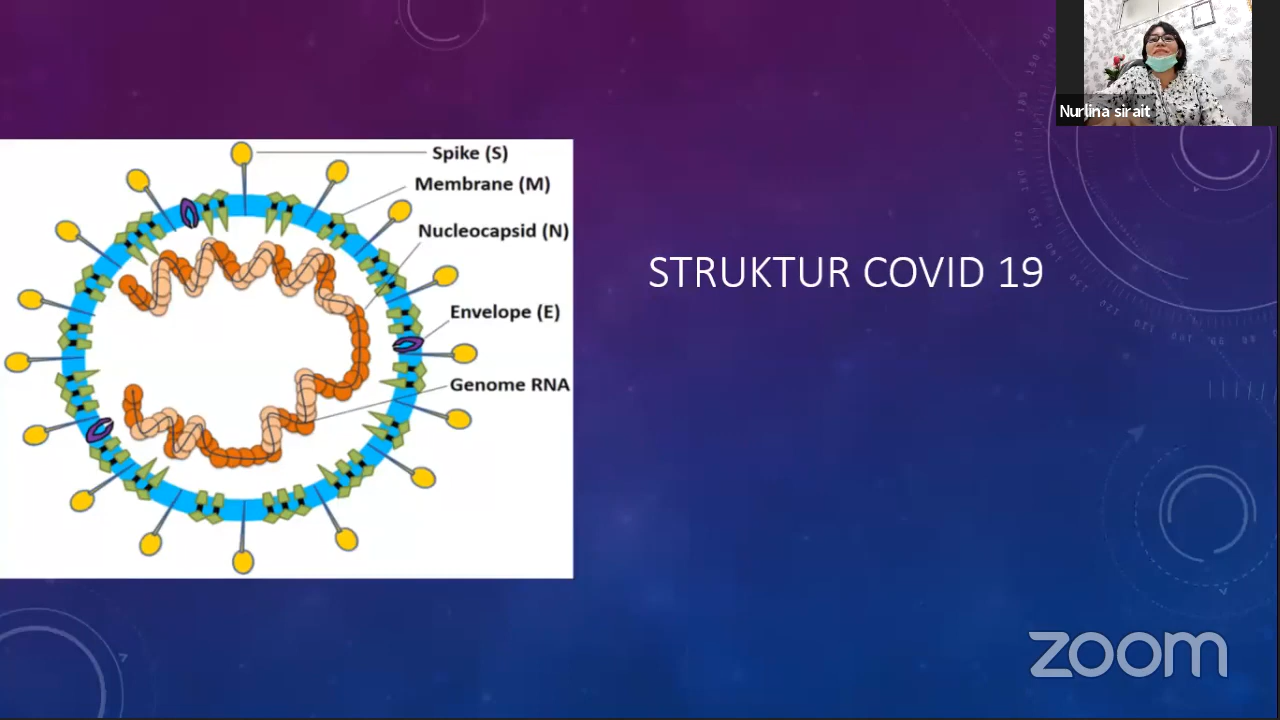 Nurlina sirait
Spike (S)
Membrane (M)
Nucleocapsid (N)
Envelope (E)
Genome RNA
STRUKTUR COVID 19
zoom